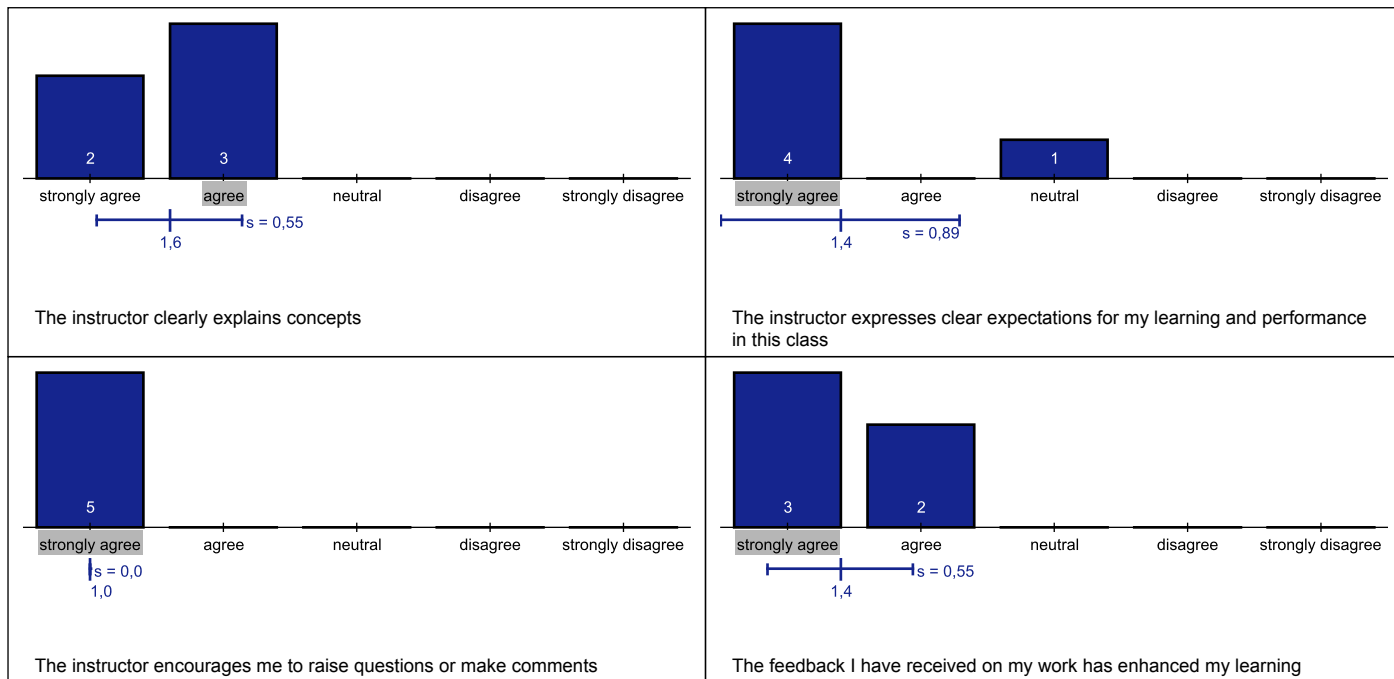 2
3
strongly agree
agree
neutral
disagree
strongly disagree
s = 0,55
1,6
The instructor clearly explains concepts
4
1
strongly agree
agree
neutral
disagree
strongly disagree
s = 0,89
1,4
The instructor expresses clear expectations for my learning and performance
in this class
5
strongly agree
agree
neutral
disagree
strongly disagree
s = 0,0
1,0
The instructor encourages me to raise questions or make comments
3
2
strongly agree
agree
neutral
disagree
strongly disagree
s = 0,55
1,4
The feedback I have received on my work has enhanced my learning